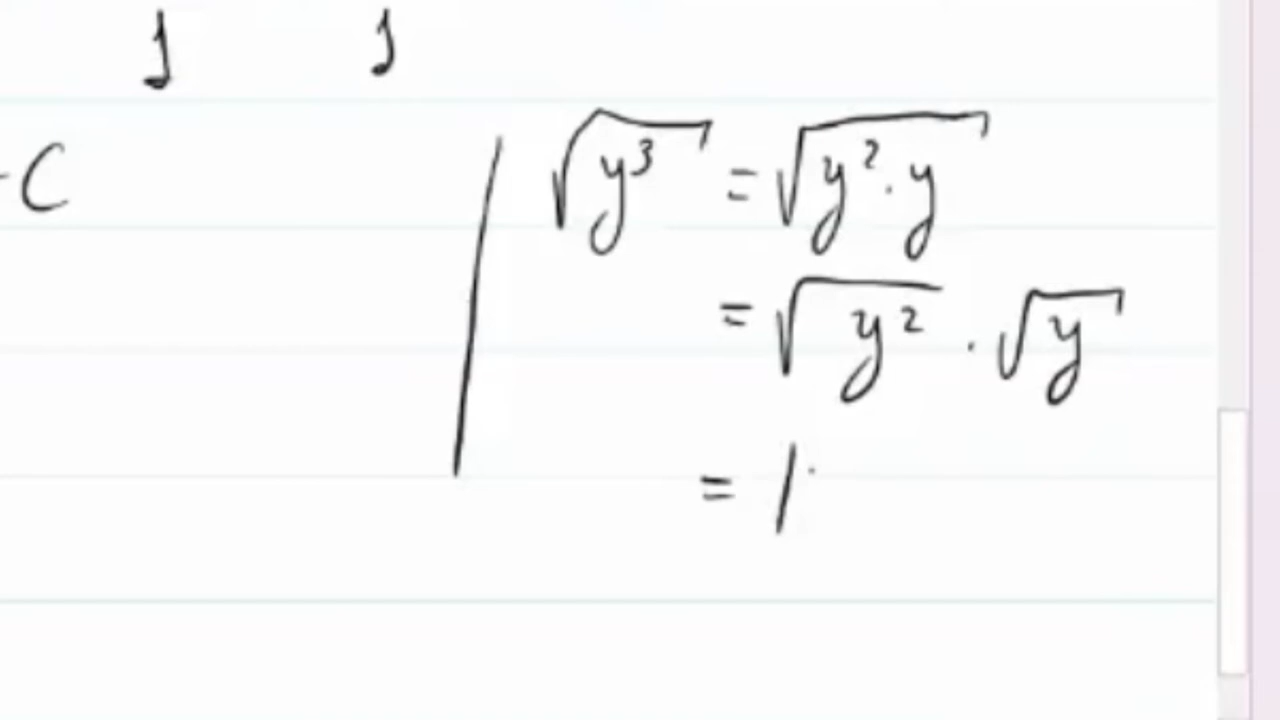 - C
√y³ = √y² · y
= √y² · √y
= |